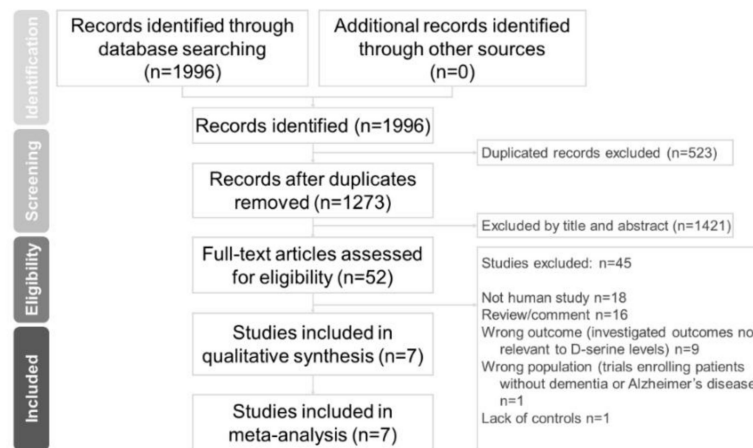 Identification
Records identified through
database searching
(n=1996)
Additional records identified
through other sources
(n=0)
Records identified (n=1996)
Screening
Duplicated records excluded (n=523)
Records after duplicates
removed (n=1273)
Excluded by title and abstract (n=1421)
Eligibility
Full-text articles assessed
for eligibility (n=52)
Studies excluded: n=45
Not human study n=18
Review/comment n=16
Wrong outcome (investigated outcomes no
relevant to D-serine levels) n=9
Wrong population (trials enrolling patients
without dementia or Alzheimer's disease
n=1
Lack of controls n=1
Included
Studies included in
qualitative synthesis (n=7)
Studies included in
meta-analysis (n=7)